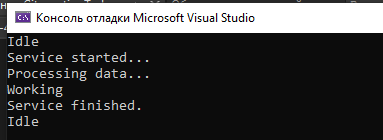 Консоль отладки Microsoft Visual Studio
Idle
Service started...
Processing data...
Working
Service finished.
Idle